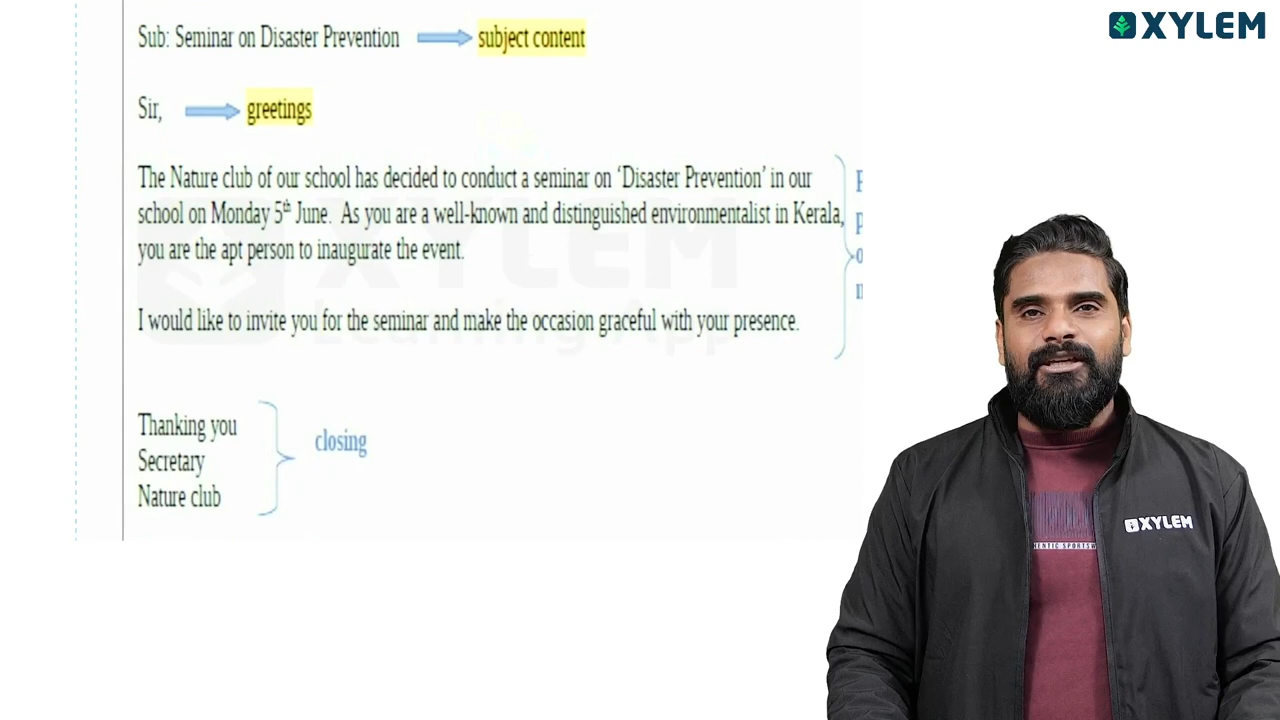 XYLEM
Sub: Seminar on Disaster Prevention subject content
Sir, greetings
The Nature club of our school has decided to conduct a seminar on ‘Disaster Prevention’ in our
school on Monday 5th June. As you are a well-known and distinguished environmentalist in Kerala,
you are the apt person to inaugurate the event.
I would like to invite you for the seminar and make the occasion graceful with your presence.
XYLEM
Learning App
Thanking you
Secretary
Nature club
closing
XYLEM